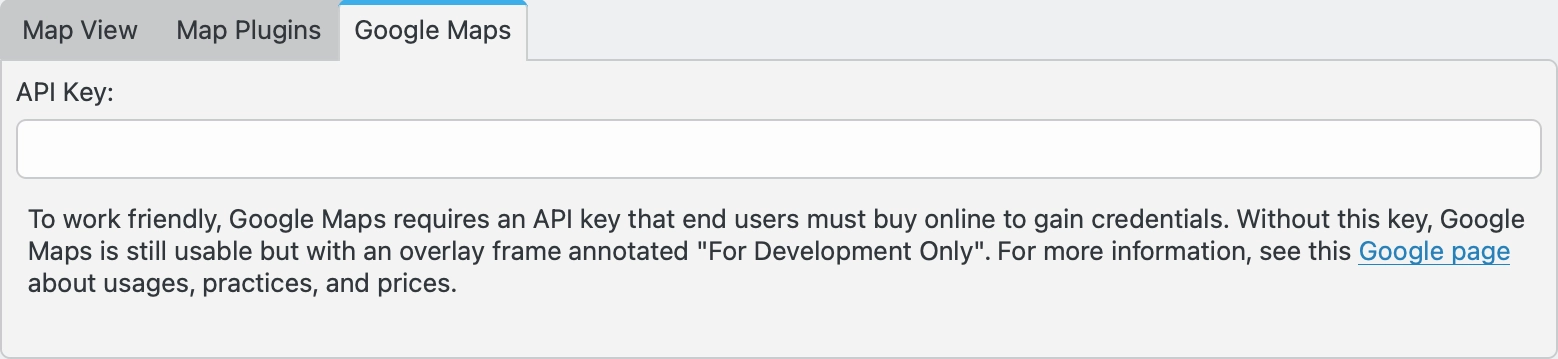 Map View Map Plugins Google Maps
API Key:
To work friendly, Google Maps requires an API key that end users must buy online to gain credentials. Without this key, Google
Maps is still usable but with an overlay frame annotated "For Development Only". For more information, see this Google page
about usages, practices, and prices.